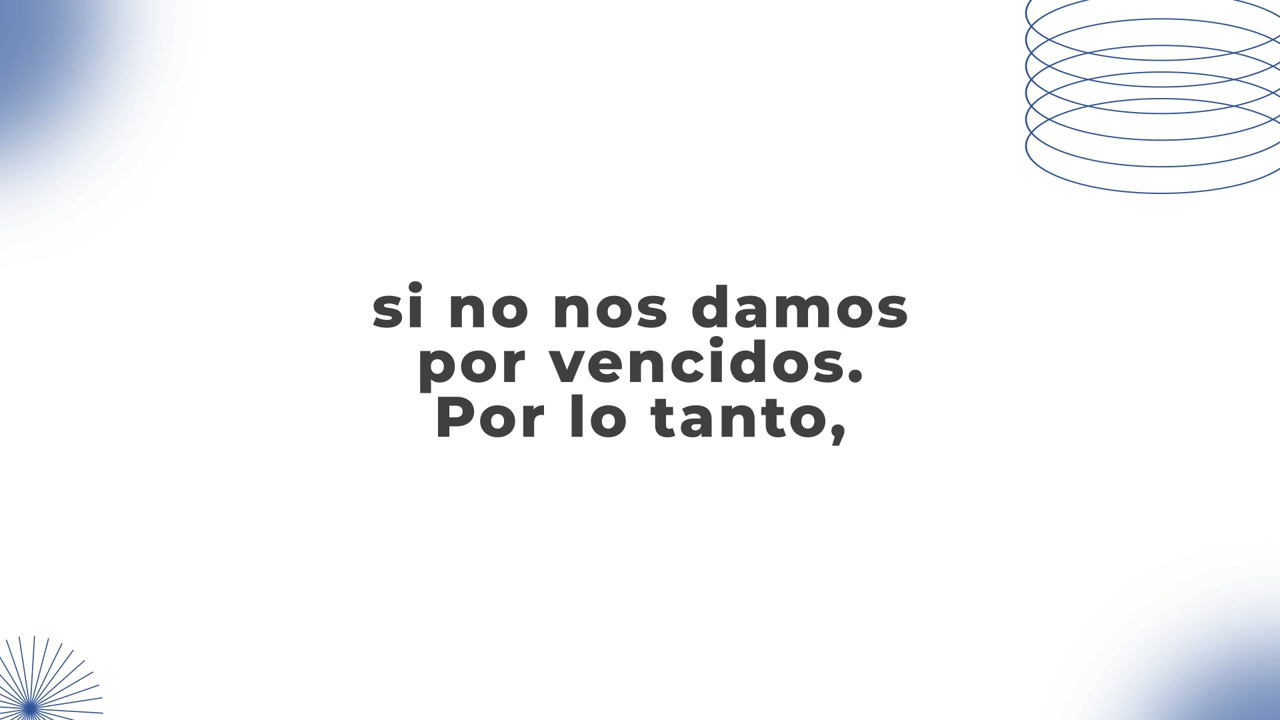 si no nos damos
por vencidos.
Por lo tanto,